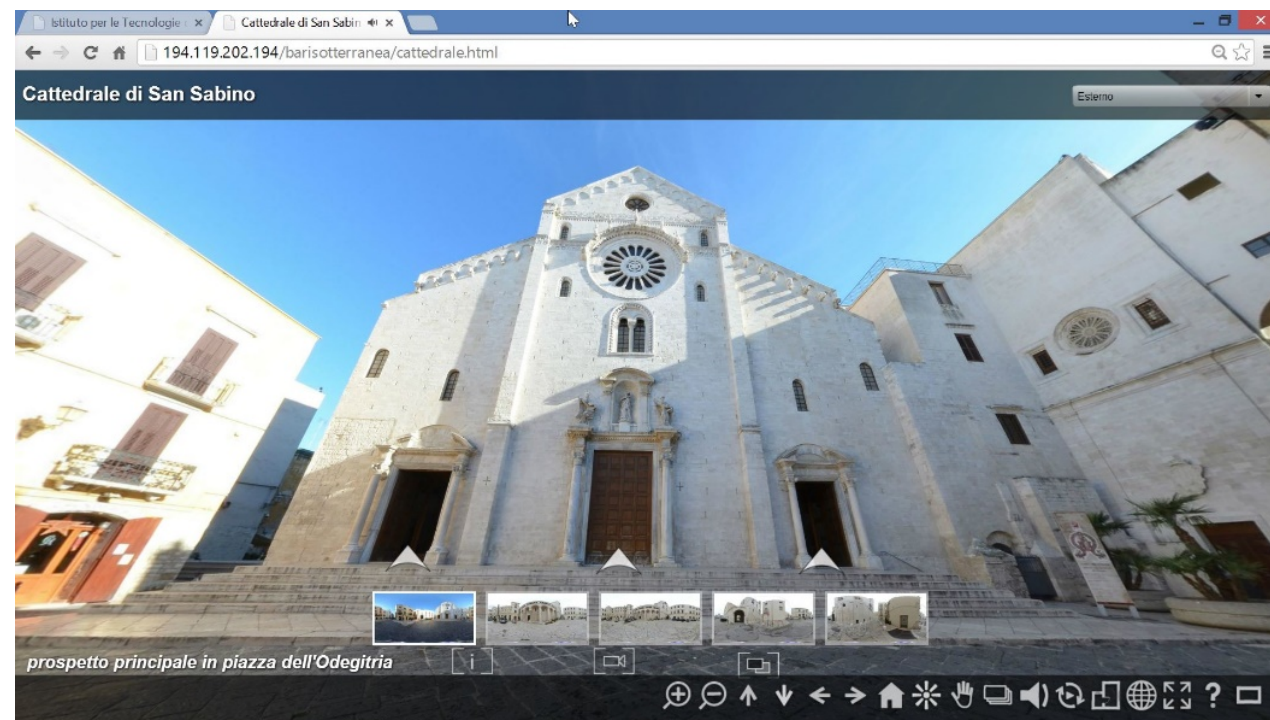 Istituto per le Tecnologie
Cattedrale di San Sabin
194.119.202.194/barisotterranea/cattedrale.html
Cattedrale di San Sabino
Esterno
prospetto principale in piazza dell'Odegitria
i
?